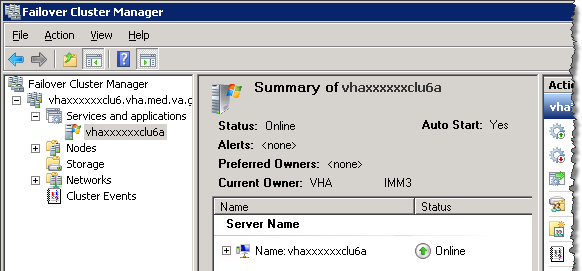 Failover Cluster Manager
File Action View Help
Failover Cluster Manager
vhaxxxxxxclu6.vha.med.va.g
Services and applications
vhaxxxxxxclu6a
Nodes
Storage
Networks
Cluster Events
Summary of vhaxxxxxxclu6a
Status: Online Auto Start: Yes
Alerts: <none>
Preferred Owners: <none>
Current Owner: VHA IMM3
Name Status
Server Name
Name: vhaxxxxxxclu6a Online
Actio
vha